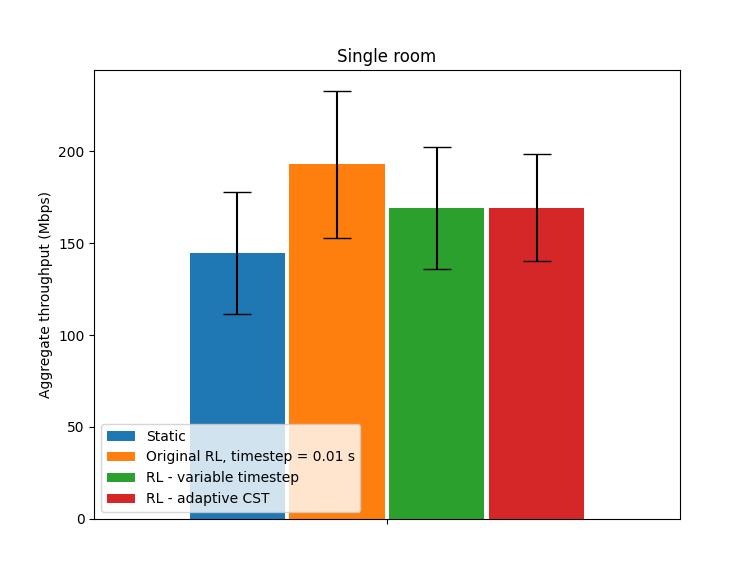 Single room
Aggregate throughput (Mbps)
200
150
100
50
0
Static
Original RL, timestep = 0.01 s
RL - variable timestep
RL - adaptive CST